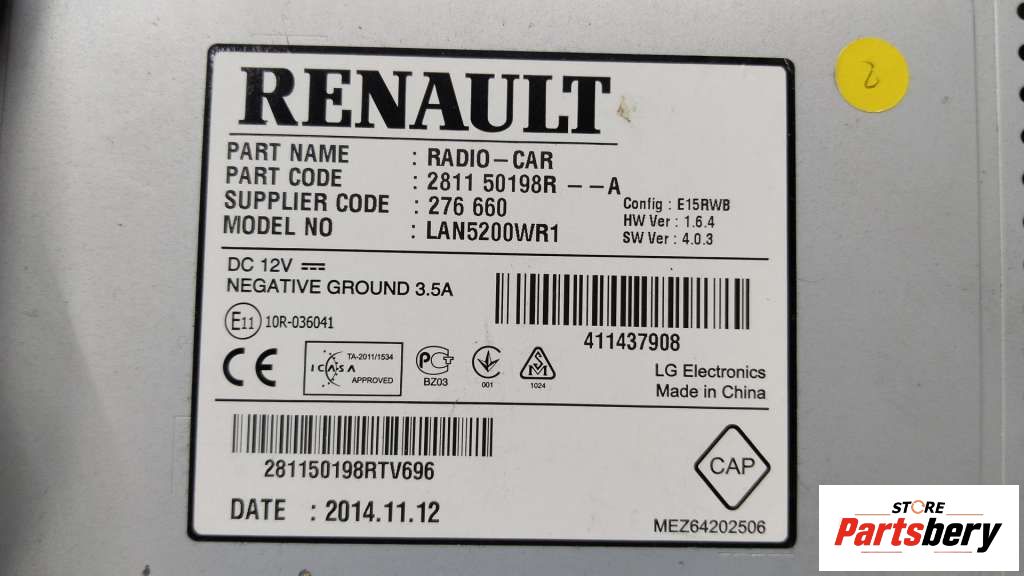 RENAULT
PART NAME : RADIO-CAR
PART CODE : 2811 50198R --A
SUPPLIER CODE : 276 660
MODEL NO : LAN5200WR1
Config : E15RWB
HW Ver : 1.6.4
SW Ver : 4.0.3
DC 12V
NEGATIVE GROUND 3.5A
E11 10R-036041
411437908
CE
ICASA
TA-2011/1534
APPROVED
BZ03
001
1024
LG Electronics
Made in China
281150198RTV696
DATE : 2014.11.12
CAP
MEZ64202506
2
STORE
Partsbery